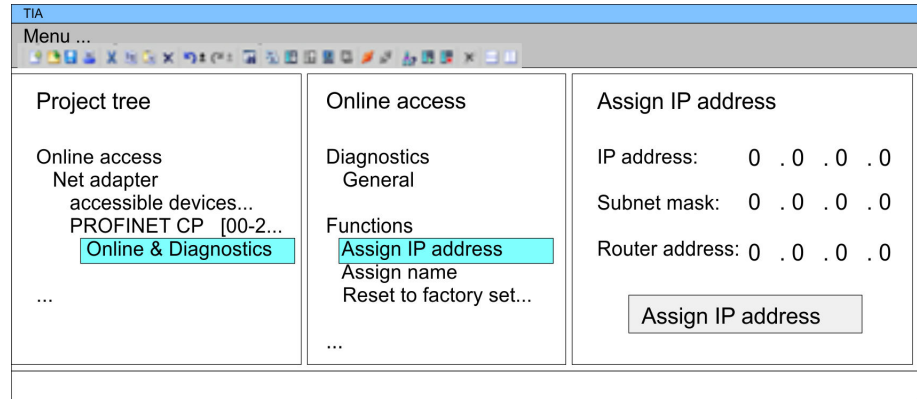 TIA
Menu ...
Project tree
Online access
Net adapter
accessible devices...
PROFINET CP [00-2...
Online & Diagnostics
...
Online access
Diagnostics
General
Functions
Assign IP address
Assign name
Reset to factory set...
...
Assign IP address
IP address: 0 . 0 . 0 . 0
Subnet mask: 0 . 0 . 0 . 0
Router address: 0 . 0 . 0 . 0
Assign IP address